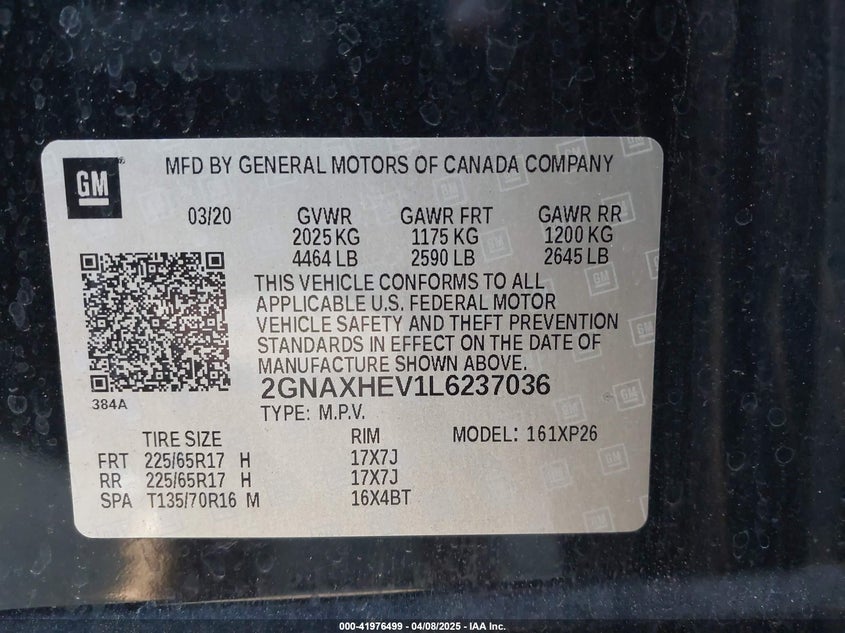 GM
MFD BY GENERAL MOTORS OF CANADA COMPANY
03/20 GVWR GAWR FRT GAWR RR
2025 KG 1175 KG 1200 KG
4464 LB 2590 LB 2645 LB
THIS VEHICLE CONFORMS TO ALL
APPLICABLE U.S. FEDERAL MOTOR
VEHICLE SAFETY AND THEFT PREVENTION
STANDARDS IN EFFECT ON THE DATE OF
MANUFACTURE SHOWN ABOVE.
384A
2GNAXHEV1L6237036
TYPE: M.P.V.
TIRE SIZE RIM MODEL: 161XP26
FRT 225/65R17 H 17X7J
RR 225/65R17 H 17X7J
SPA T135/70R16 M 16X4BT
000-41976499 - 04/08/2025 - IAA Inc.